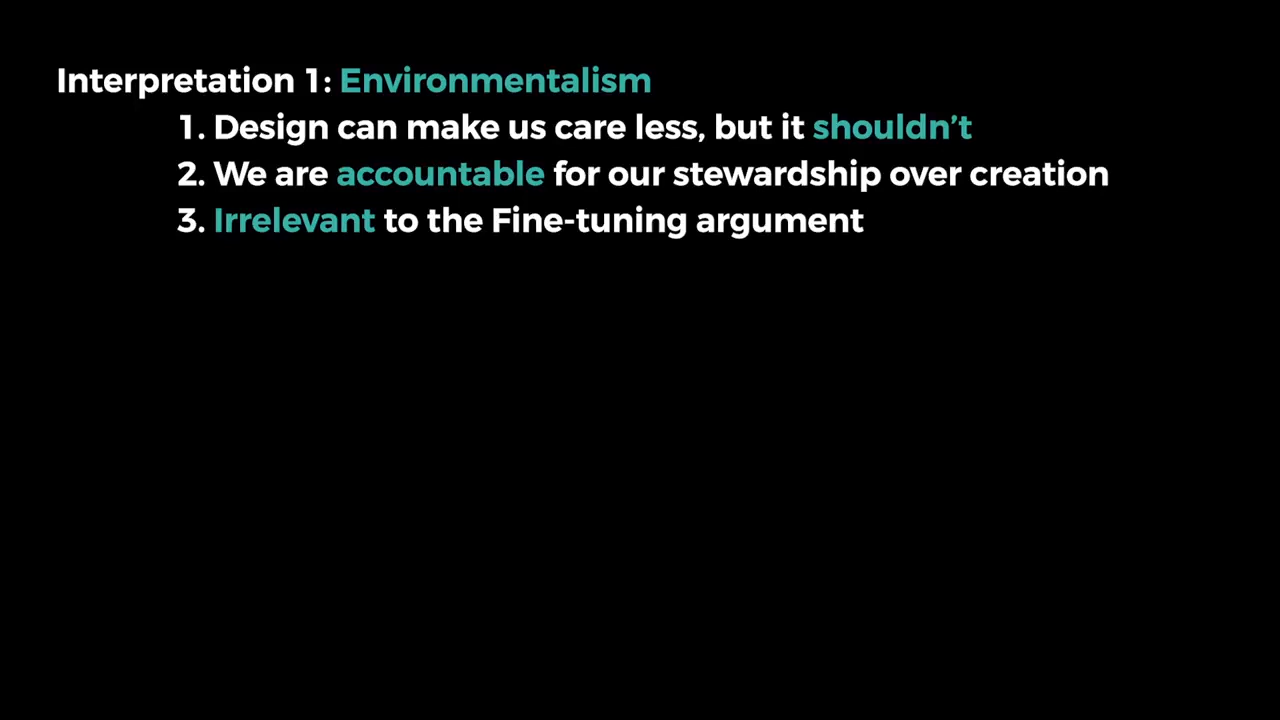 Interpretation 1: Environmentalism
1. Design can make us care less, but it shouldn’t
2. We are accountable for our stewardship over creation
3. Irrelevant to the Fine-tuning argument